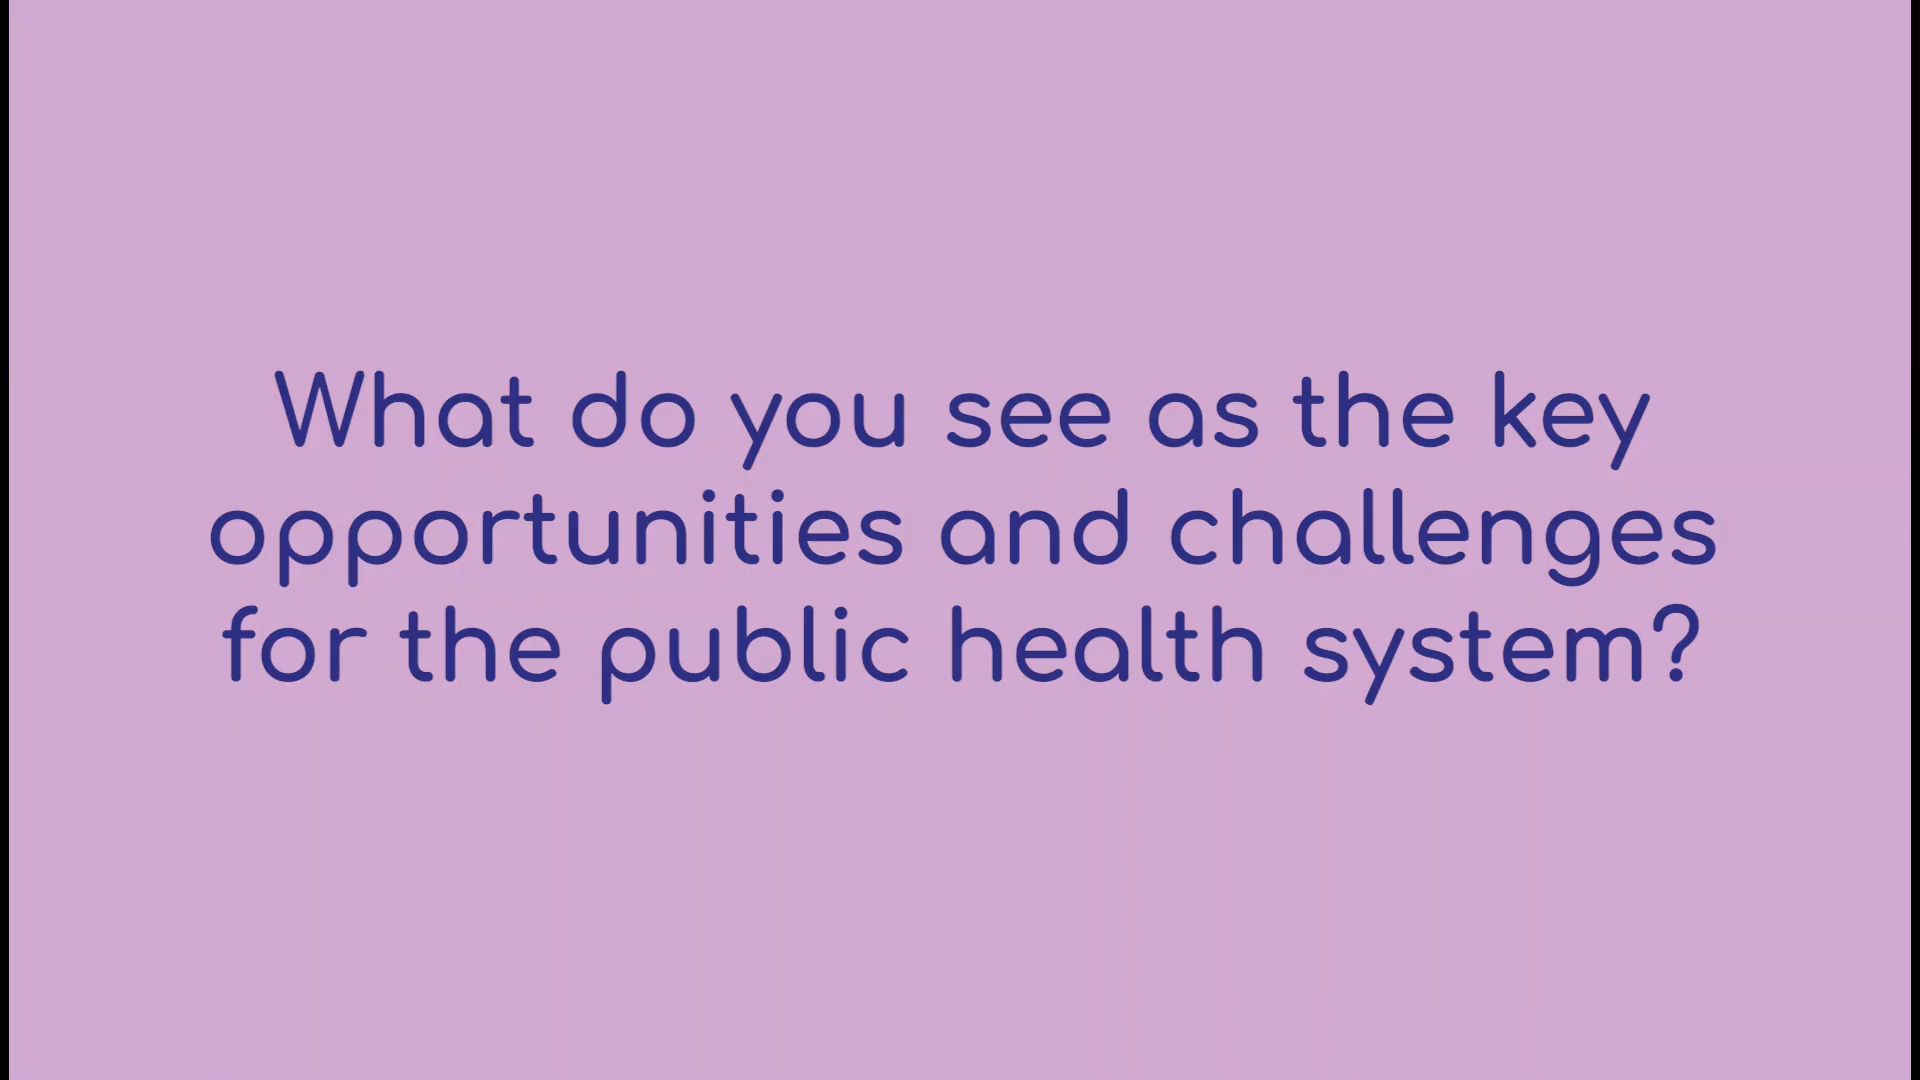 What do you see as the key
opportunities and challenges
for the public health system?